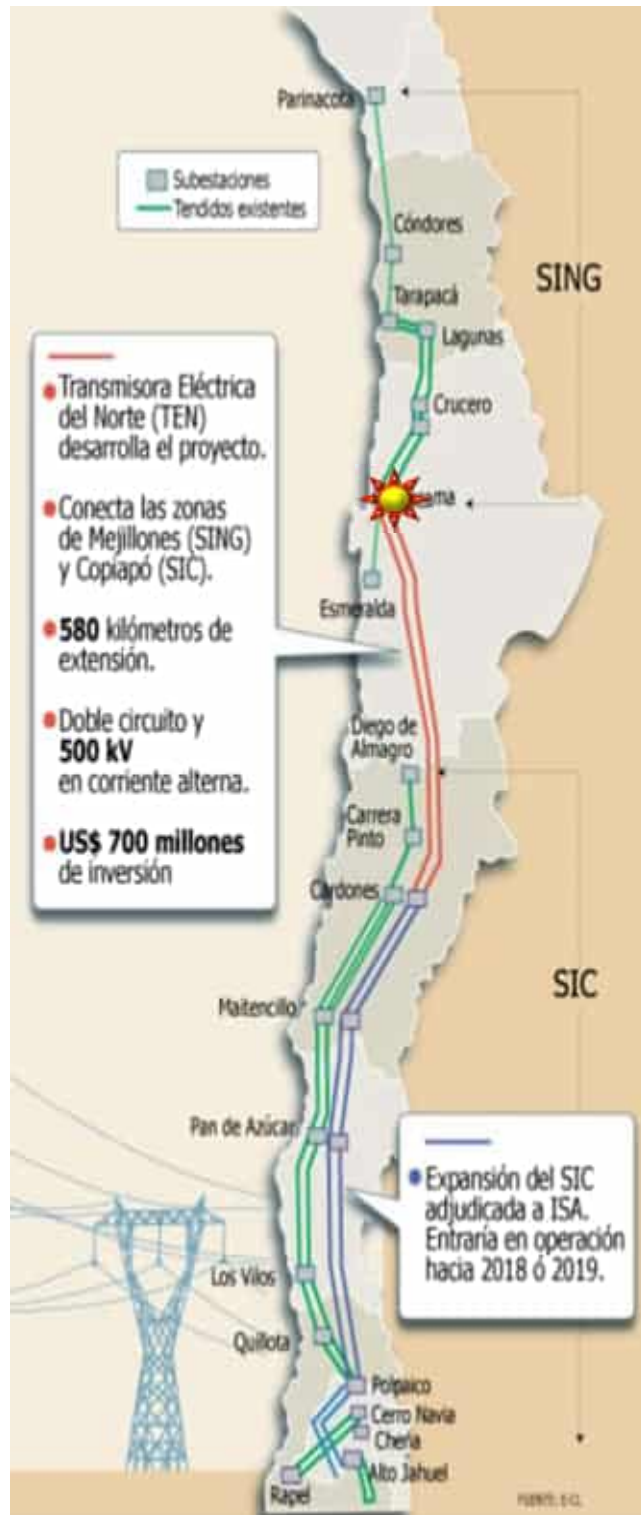 Parinacota
Subestaciones
Tendidos existentes
Cóndores
SING
Tarapacá
Lagunas
Transmisora Eléctrica
del Norte (TEN)
desarrolla el proyecto.
Conecta las zonas
de Mejillones (SING)
y Copiapó (SIC).
580 kilómetros de
extensión.
Doble circuito y
500 kV
en corriente alterna.
US$ 700 millones
de inversión
Crucero
ama
Esmeralda
Diego de
Almagro
Carrera
Pinto
Cardones
SIC
Maitencillo
Pan de Azúcar
Expansión del SIC
adjudicada a ISA.
Entraría en operación
hacia 2018 ó 2019.
Los Vilos
Quillota
Polpaico
Cerro Navia
Chena
Alto Jahuel
Rapel